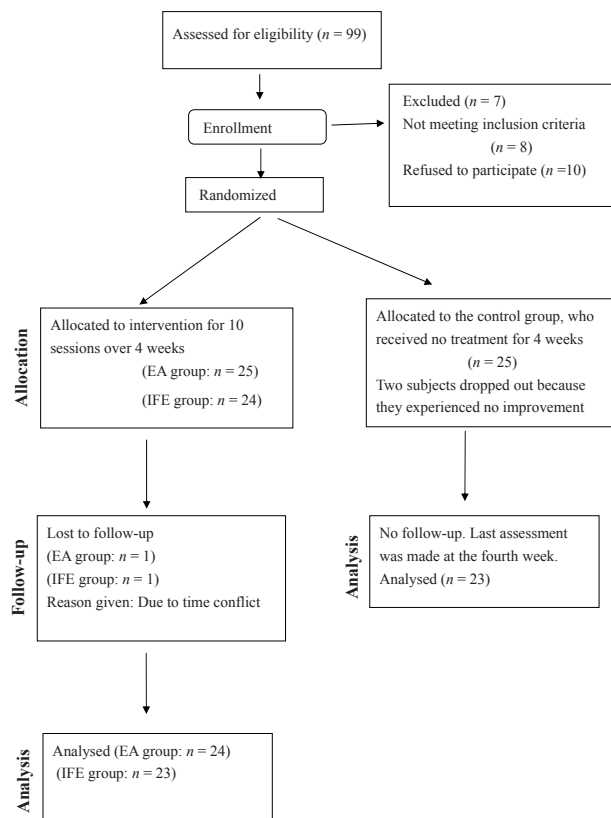 Assessed for eligibility (n = 99)
Enrollment
Excluded (n = 7)
Not meeting inclusion criteria
(n = 8)
Refused to participate (n =10)
Randomized
Allocation
Allocated to intervention for 10
sessions over 4 weeks
(EA group: n = 25)
(IFE group: n = 24)
Allocated to the control group, who
received no treatment for 4 weeks
(n = 25)
Two subjects dropped out because
they experienced no improvement
Follow-up
Lost to follow-up
(EA group: n = 1)
(IFE group: n = 1)
Reason given: Due to time conflict
Analysis
No follow-up. Last assessment
was made at the fourth week.
Analysed (n = 23)
Analysis
Analysed (EA group: n = 24)
(IFE group: n = 23)